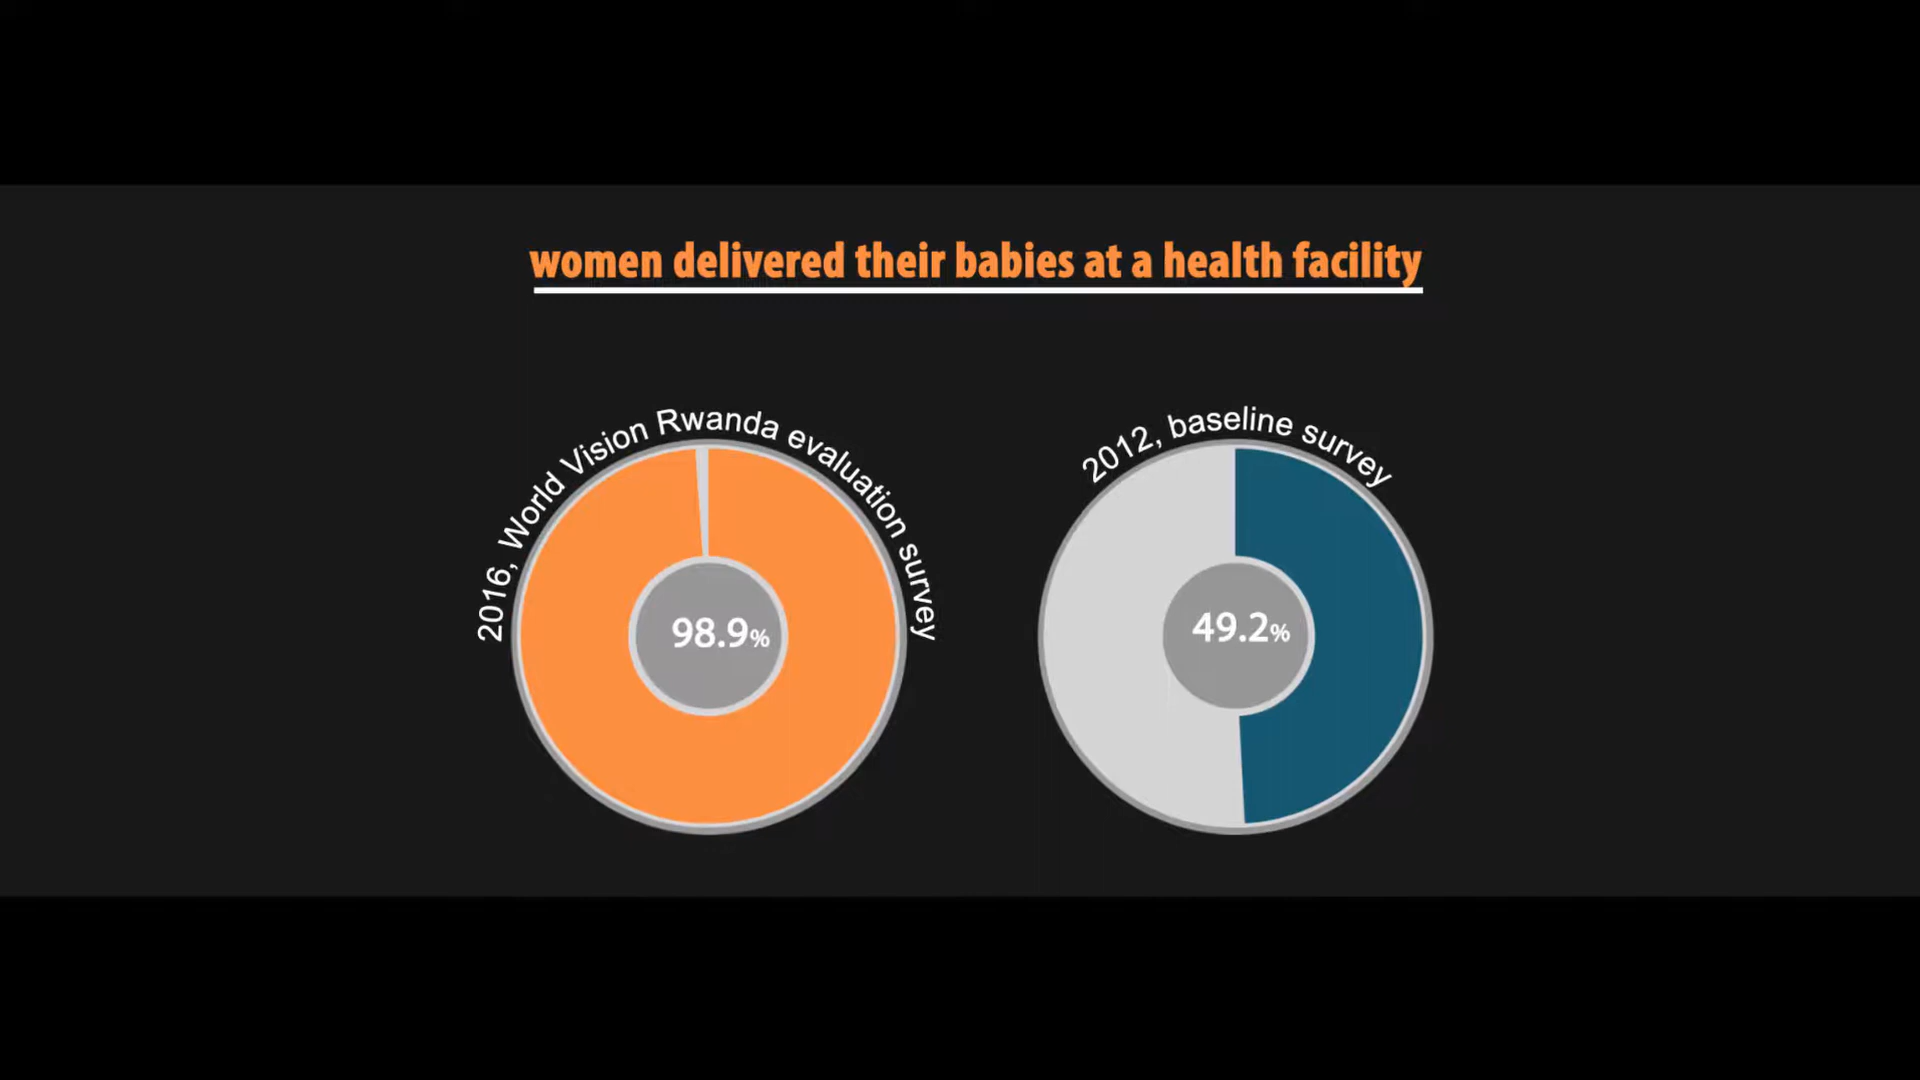 women delivered their babies at a health facility
2016, World Vision Rwanda evaluation survey
98.9%
2012, baseline survey
49.2%